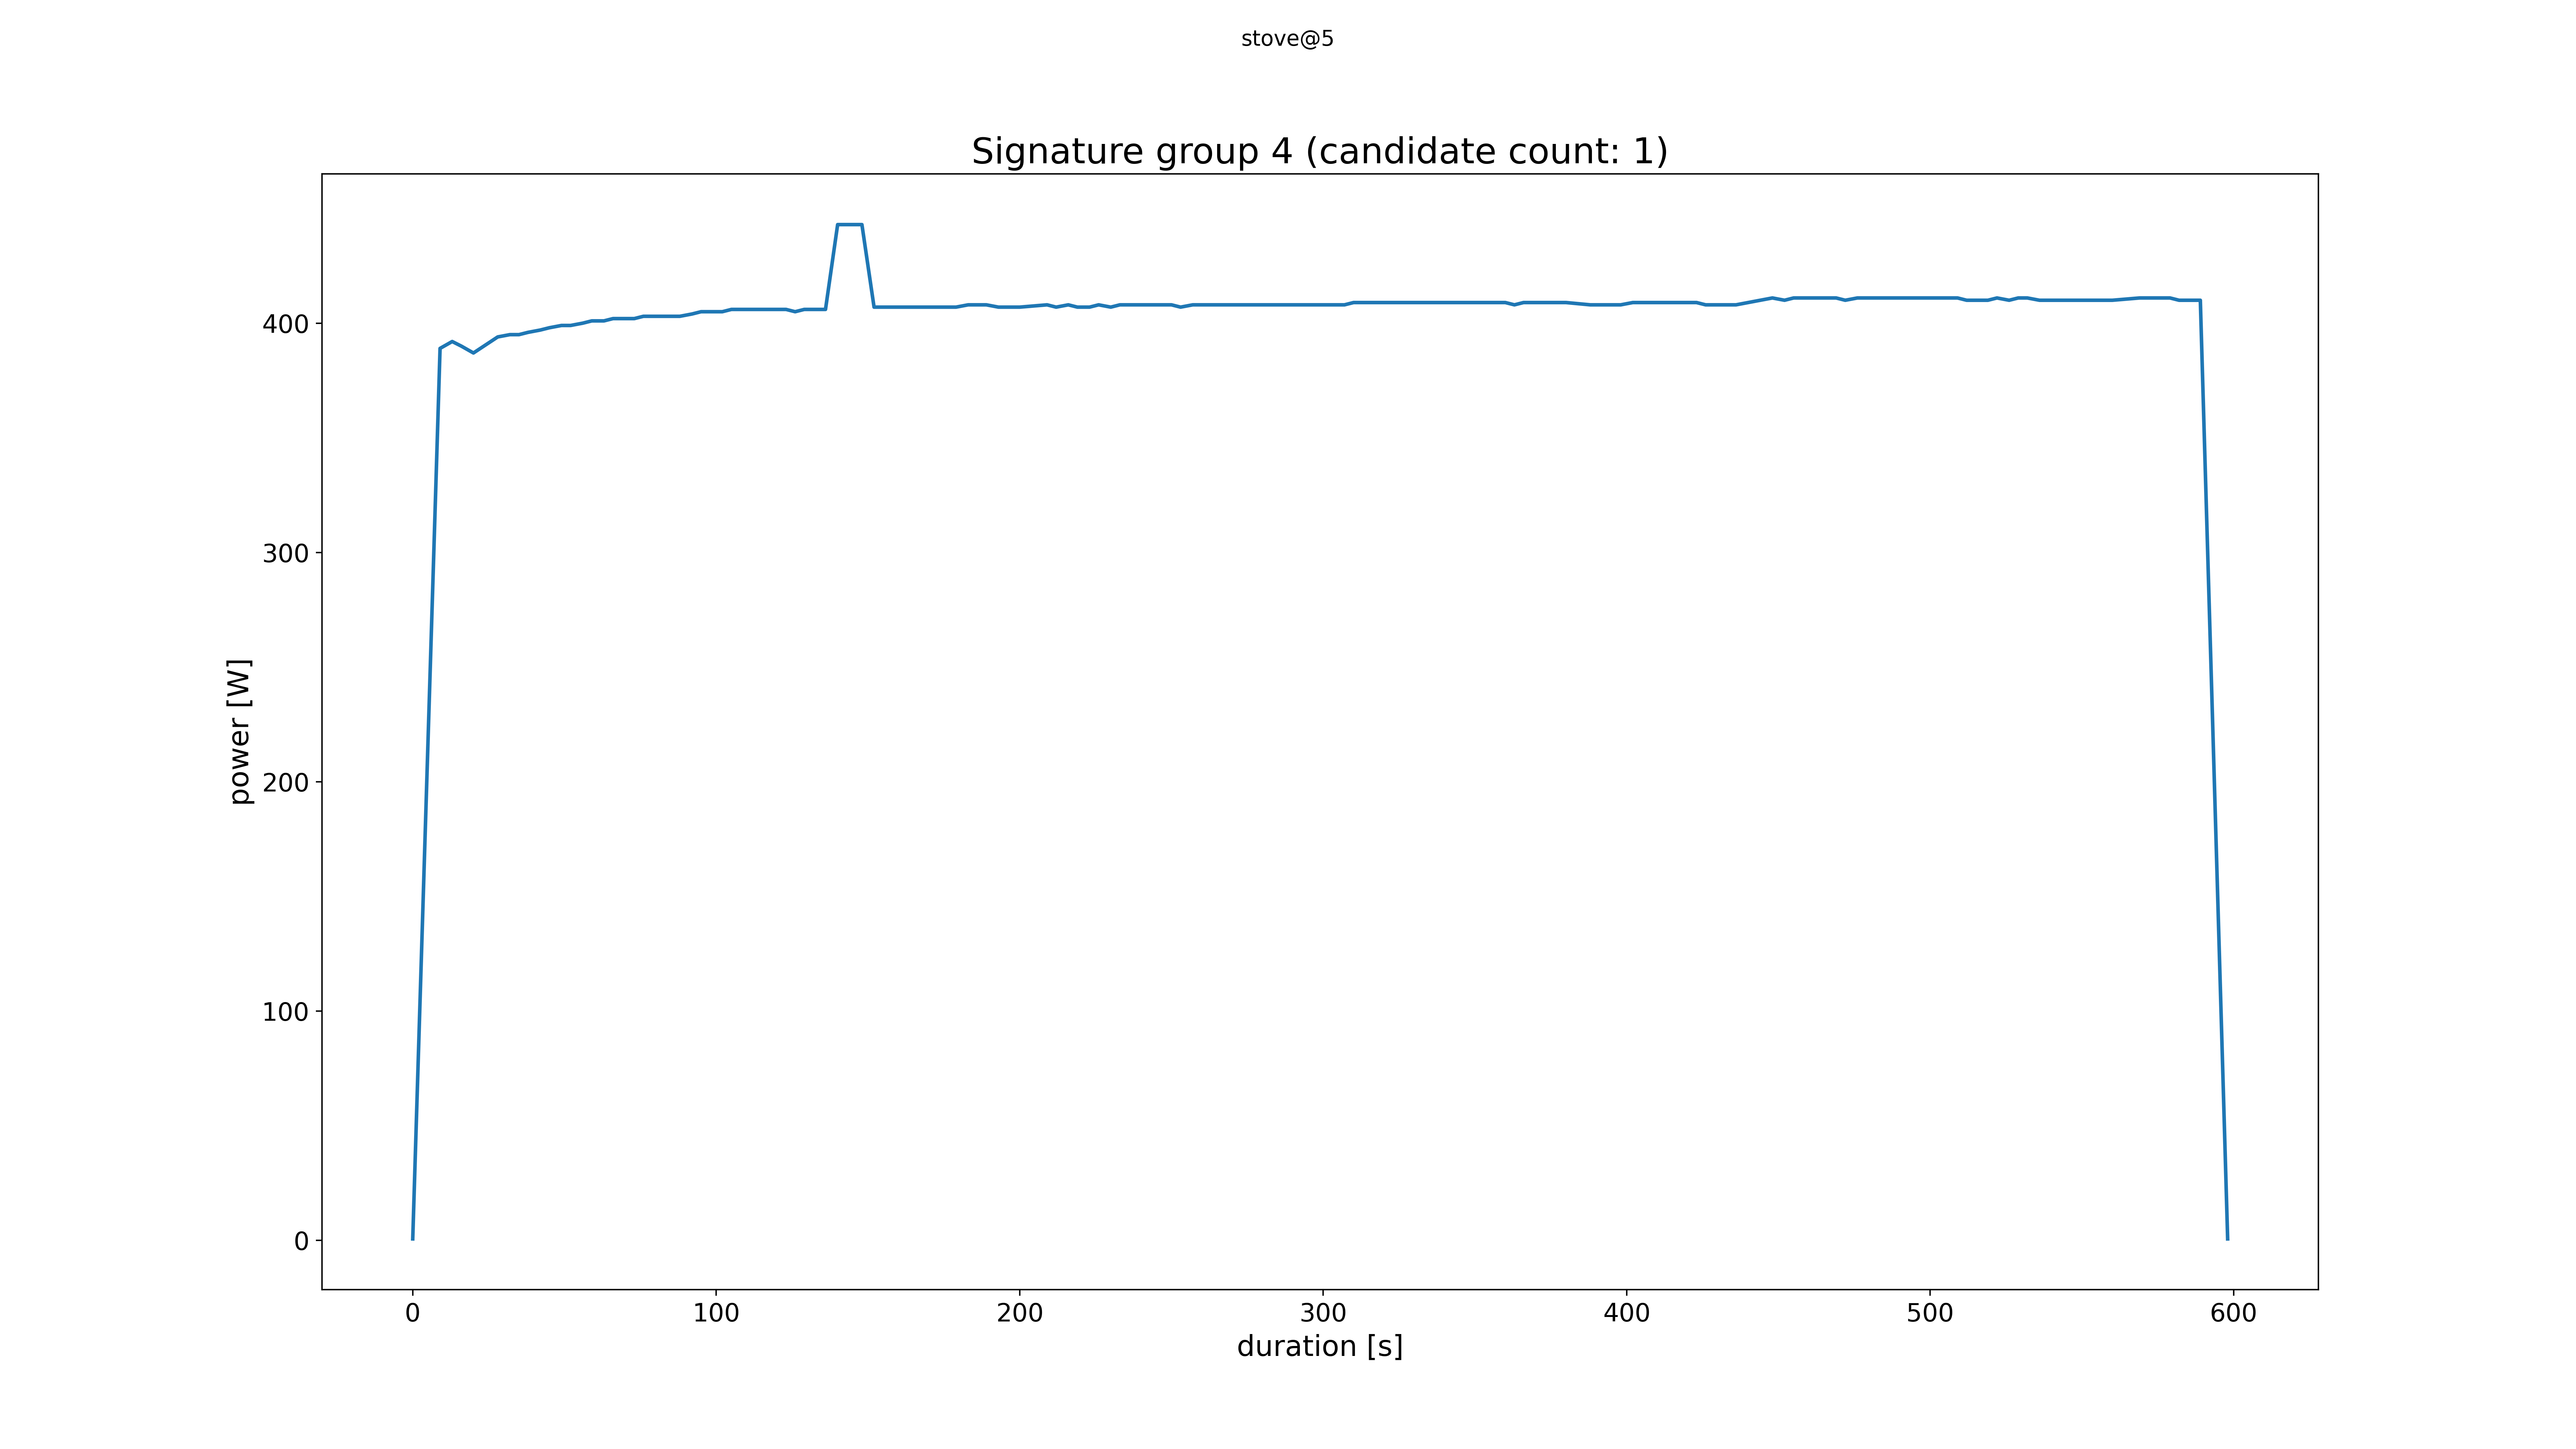 stove@5
Signature group 4 (candidate count: 1)
400
300
200
100
0
power [W]
0 100 200 300 400 500 600
duration [s]